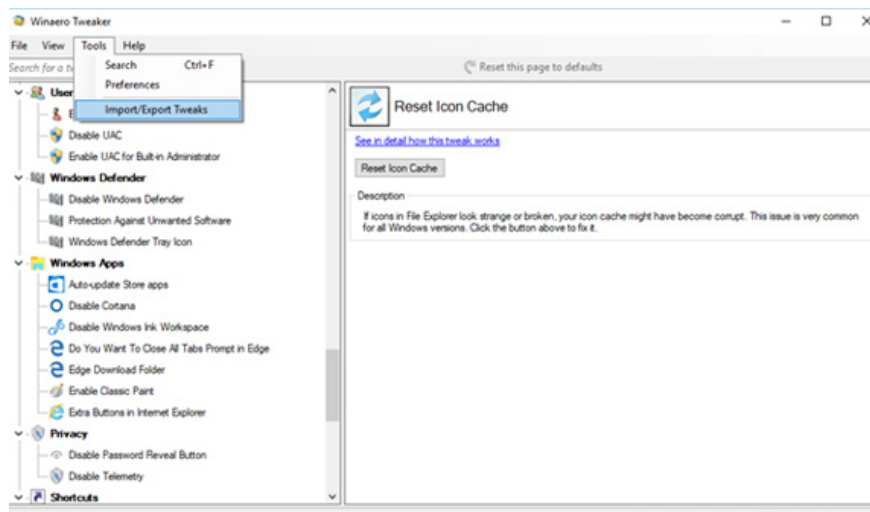 Winaero Tweaker
File View Tools Help
Search for a
Search Ctrl+F
Preferences
Import/Export Tweaks
Reset this page to defaults
User
Disable UAC
Enable UAC for Built-in Administrator
Windows Defender
Disable Windows Defender
Protection Against Unwanted Software
Windows Defender Tray Icon
Windows Apps
Auto-update Store apps
Disable Cortana
Disable Windows Ink Workspace
Do You Want To Close All Tabs Prompt in Edge
Edge Download Folder
Enable Classic Paint
Extra Buttons in Internet Explorer
Privacy
Disable Password Reveal Button
Disable Telemetry
Shortcuts
Reset Icon Cache
See in detail how this tweak works
Reset Icon Cache
Description
If icons in File Explorer look strange or broken, your icon cache might have become corrupt. This issue is very common
for all Windows versions. Click the button above to fix it.